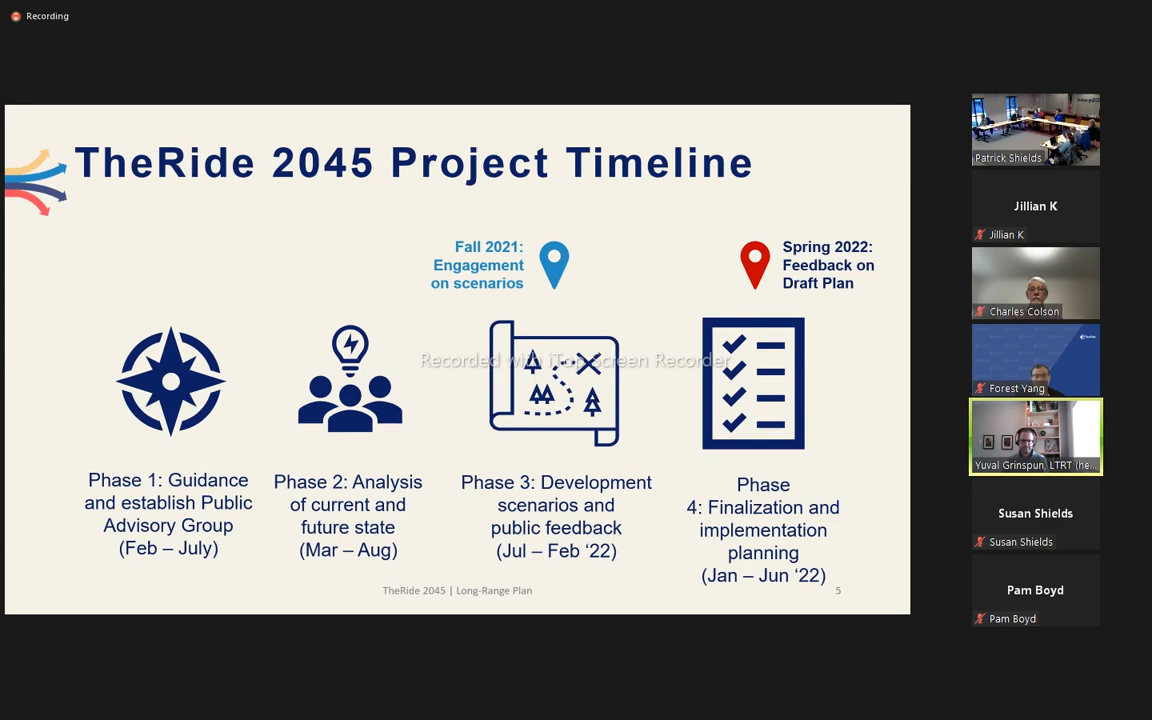 Recording
TheRide 2045 Project Timeline
Fall 2021:
Engagement
on scenarios
Spring 2022:
Feedback on
Draft Plan
Recorded with iTop Screen Recorder
Phase 1: Guidance
and establish Public
Advisory Group
(Feb – July)
Phase 2: Analysis
of current and
future state
(Mar – Aug)
Phase 3: Development
scenarios and
public feedback
(Jul – Feb ‘22)
Phase
4: Finalization and
implementation
planning
(Jan – Jun ‘22)
TheRide 2045 | Long-Range Plan
5
Patrick Shields
Jillian K
Jillian K
Charles Colson
Forest Yang
Yuval Grinspun, LTRT (he...
Susan Shields
Susan Shields
Pam Boyd
Pam Boyd